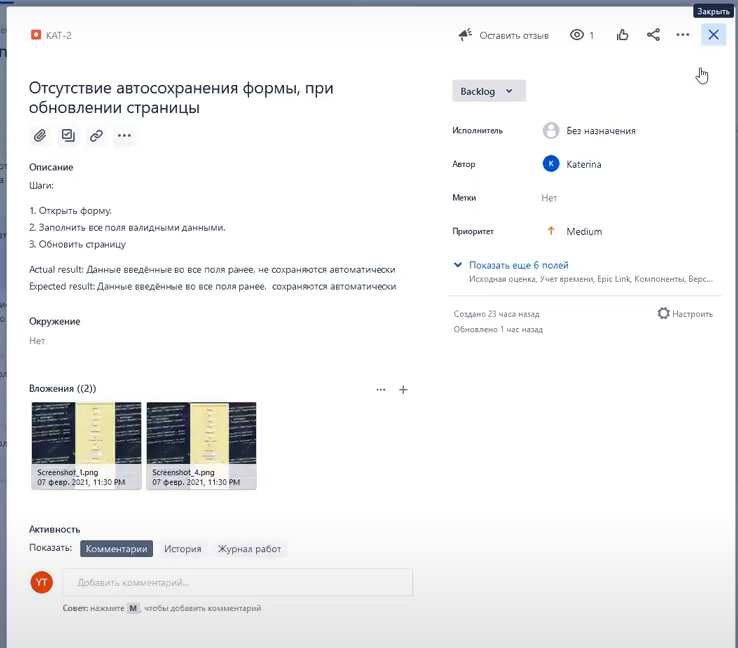 Закрыть
KAT-2
Оставить отзыв
1
Отсутствие автосохранения формы, при
обновлении страницы
Backlog
Описание
Шаги:
1. Открыть форму.
2. Заполнить все поля валидными данными.
3. Обновить страницу
Actual result: Данные введённые во все поля ранее, не сохраняются автоматически
Expected result: Данные введённые во все поля ранее, сохраняются автоматически
Окружение
Нет
Исполнитель
Без назначения
Автор
K
Katerina
Метки
Нет
Приоритет
Medium
Показать еще 6 полей
Исходная оценка, Учет времени, Epic Link, Компоненты, Верс...
Создано 23 часа назад
Настроить
Обновлено 1 час назад
Вложения ((2))
Screenshot_1.png
07 февр. 2021, 11:30 PM
Screenshot_4.png
07 февр. 2021, 11:30 PM
Активность
Показать:
Комментарии
История
Журнал работ
YT
Добавить комментарий...
Совет: нажмите M, чтобы добавить комментарий